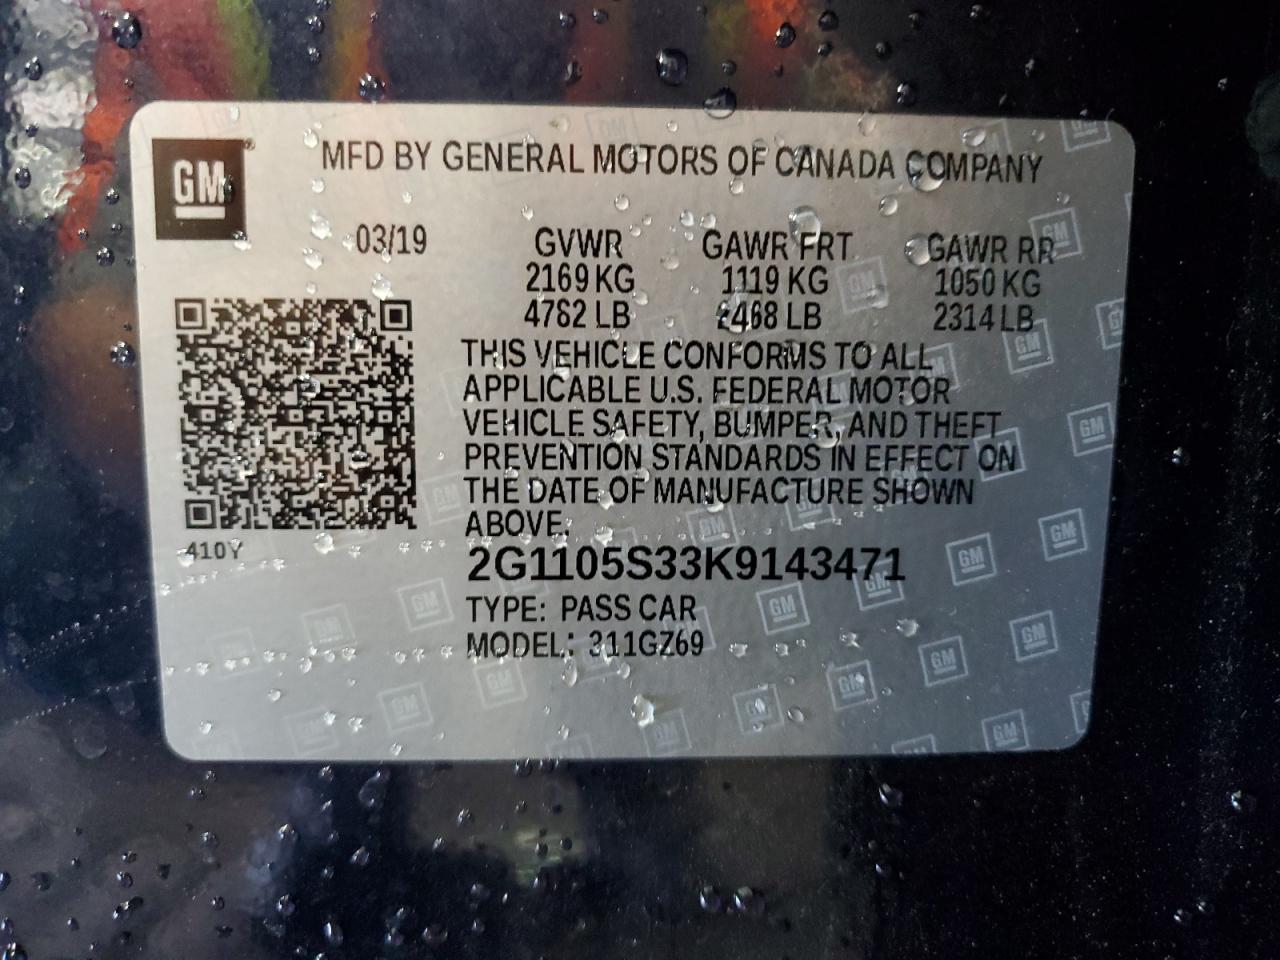 GM
MFD BY GENERAL MOTORS OF CANADA COMPANY
03/19 GVWR GAWR FRT GAWR RR
2169 KG 1119 KG 1050 KG
4782 LB 2468 LB 2314 LB
THIS VEHICLE CONFORMS TO ALL
APPLICABLE U.S. FEDERAL MOTOR
VEHICLE SAFETY, BUMPER, AND THEFT
PREVENTION STANDARDS IN EFFECT ON
THE DATE OF MANUFACTURE SHOWN
ABOVE.
410Y
2G1105S33K9143471
TYPE: PASS CAR
MODEL: 311GZ69